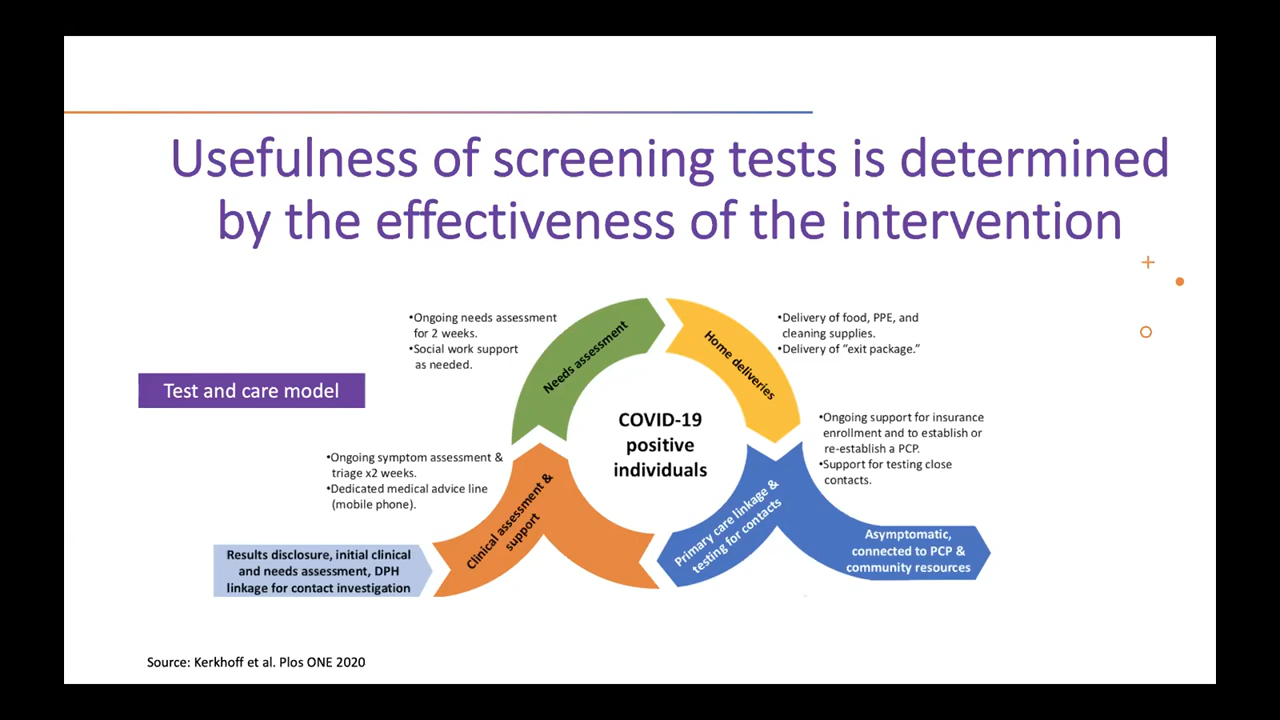 Usefulness of screening tests is determined
by the effectiveness of the intervention
Test and care model
•Ongoing needs assessment
for 2 weeks.
•Social work support
as needed.
Needs assessment
Home deliveries
•Delivery of food, PPE, and
cleaning supplies.
•Delivery of “exit package.”
COVID-19
positive
individuals
•Ongoing symptom assessment &
triage x2 weeks.
•Dedicated medical advice line
(mobile phone).
Clinical assessment &
support
Primary care linkage &
testing for contacts
•Ongoing support for insurance
enrollment and to establish or
re-establish a PCP.
•Support for testing close
contacts.
Results disclosure, initial clinical
and needs assessment, DPH
linkage for contact investigation
Asymptomatic,
connected to PCP &
community resources
Source: Kerkhoff et al. Plos ONE 2020